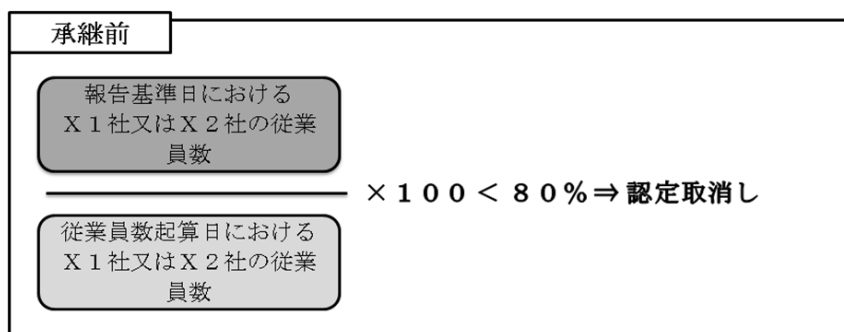 承継前
報告基準日における
Ｘ１社又はＸ２社の従業
員数
×１００＜８０％⇒認定取消し
従業員数起算日における
Ｘ１社又はＸ２社の従業
員数